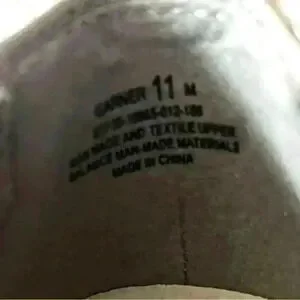 GARNER 11 M
MAN MADE AND TEXTILE UPPER
BALANCE MAN-MADE MATERIALS
MADE IN CHINA